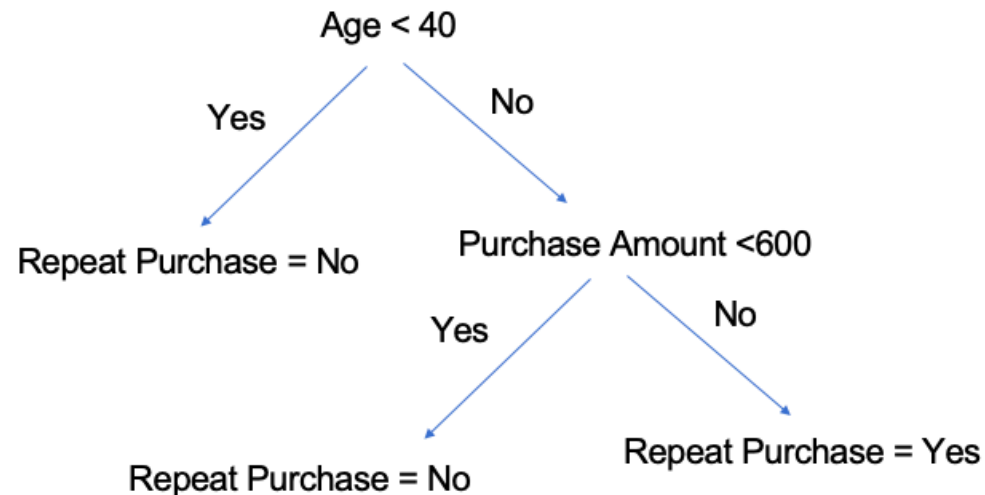 Age < 40
Yes
No
Repeat Purchase = No
Purchase Amount <600
Yes
No
Repeat Purchase = No
Repeat Purchase = Yes